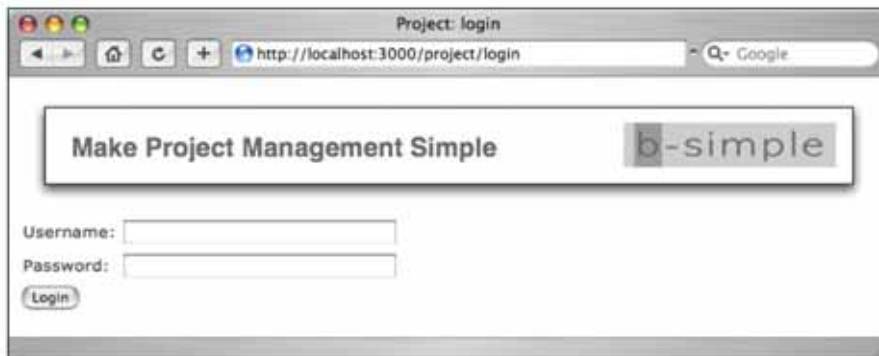 Project: login
http://localhost:3000/project/login
Google
Make Project Management Simple
b-simple
Username:
Password:
Login